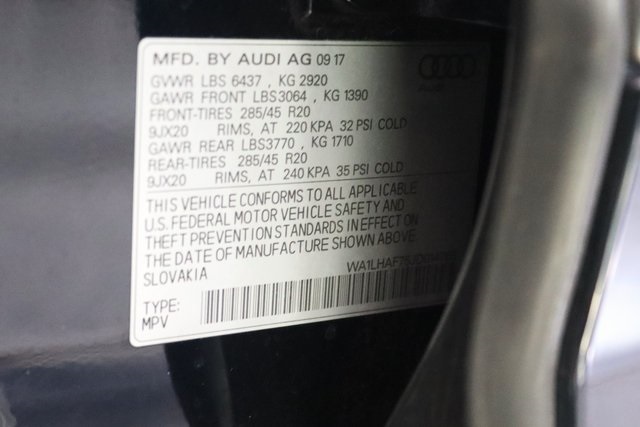 MFD. BY AUDI AG 09 17
GVWR LBS 6437 , KG 2920
GAWR FRONT LBS3064 , KG 1390
FRONT-TIRES 285/45 R20
9JX20 RIMS, AT 220 KPA 32 PSI COLD
GAWR REAR LBS3770 , KG 1710
REAR-TIRES 285/45 R20
9JX20 RIMS, AT 240 KPA 35 PSI COLD
THIS VEHICLE CONFORMS TO ALL APPLICABLE
U.S. FEDERAL MOTOR VEHICLE SAFETY AND
THEFT PREVENTION STANDARDS IN EFFECT ON
THE DATE OF MANUFACTURE SHOWN ABOVE.
SLOVAKIA
TYPE:
MPV